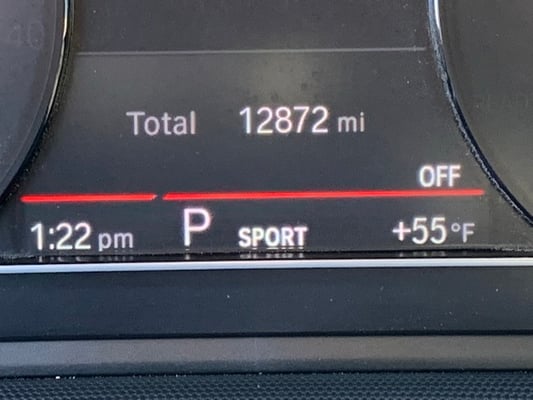 Total 12872 mi
OFF
1:22 pm P SPORT +55°F